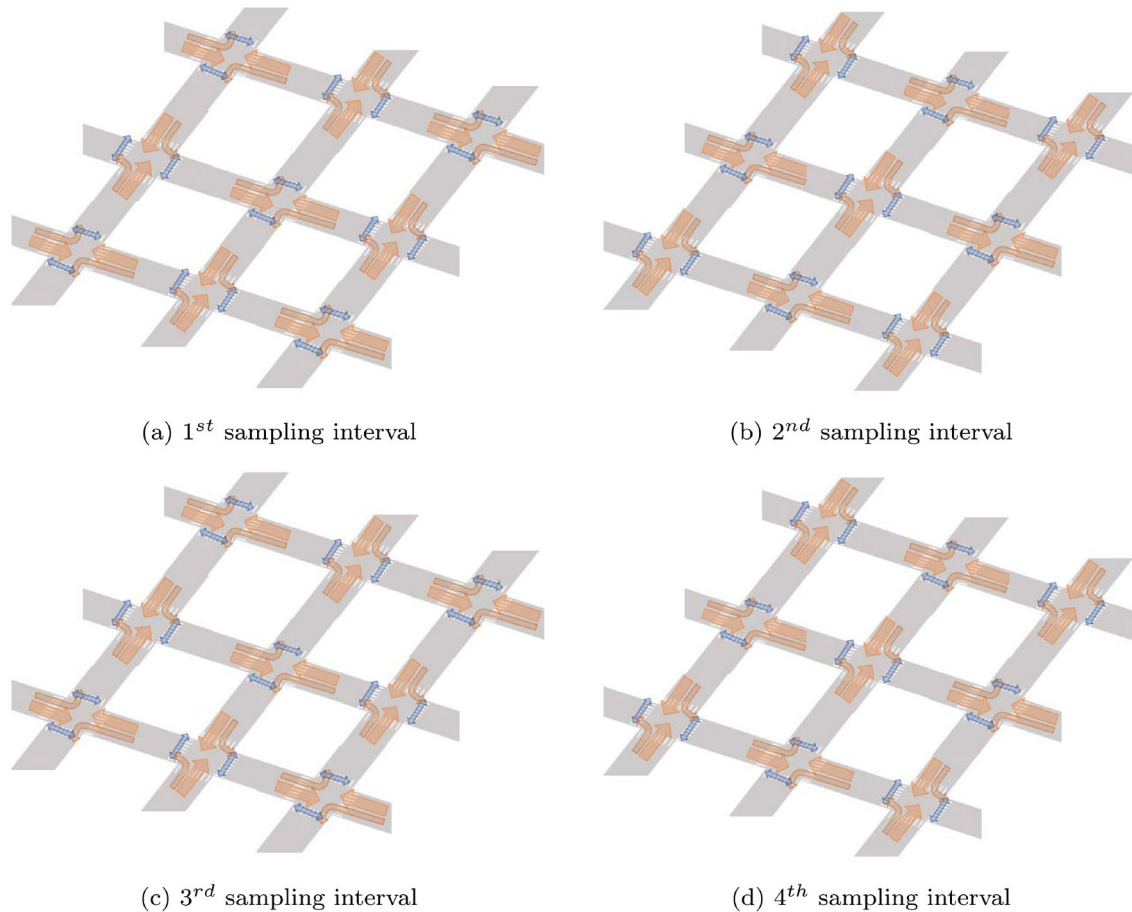 (a) 1st sampling interval
(b) 2nd sampling interval
(c) 3rd sampling interval
(d) 4th sampling interval